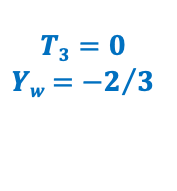 T₃ = 0
Y_w = −2/3